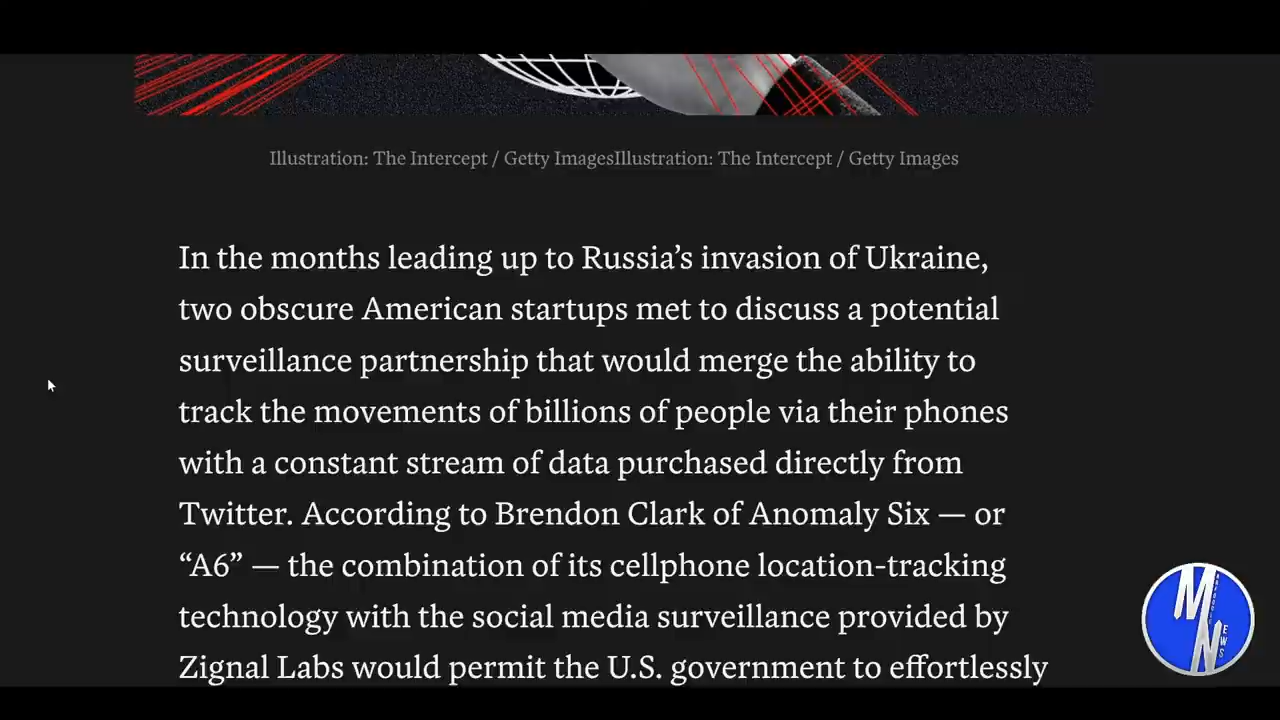 Illustration: The Intercept / Getty ImagesIllustration: The Intercept / Getty Images
In the months leading up to Russia’s invasion of Ukraine,
two obscure American startups met to discuss a potential
surveillance partnership that would merge the ability to
track the movements of billions of people via their phones
with a constant stream of data purchased directly from
Twitter. According to Brendon Clark of Anomaly Six — or
“A6” — the combination of its cellphone location-tracking
technology with the social media surveillance provided by
Zignal Labs would permit the U.S. government to effortlessly
M
N
EWS